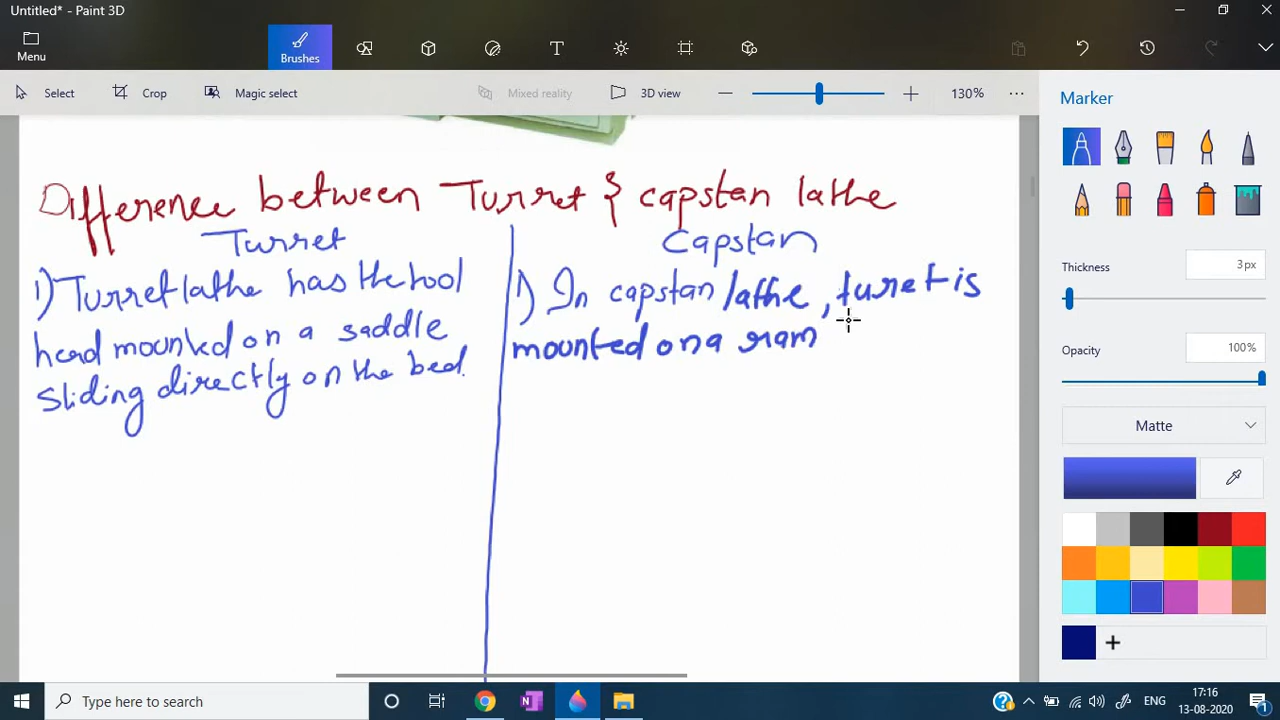 Untitled* - Paint 3D
Menu
Brushes
Select
Crop
Magic select
Mixed reality
3D view
130%
Marker
Thickness
3px
Opacity
100%
Matte
Difference between Turret & capstan lathe
Turret
1) Turret lathe has the tool
head mounted on a saddle
sliding directly on the bed.
Capstan
1) In capstan lathe, turet is
mounted on a ram
Type here to search
ENG
17:16
13-08-2020
1